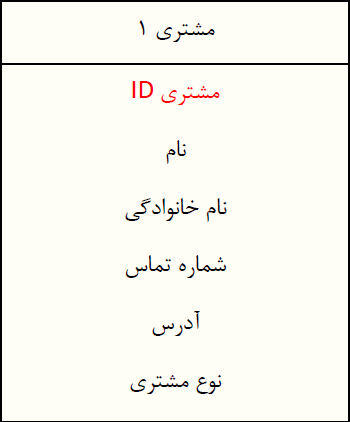 مشتری ۱
مشتری ID
نام
نام خانوادگی
شماره تماس
آدرس
نوع مشتری